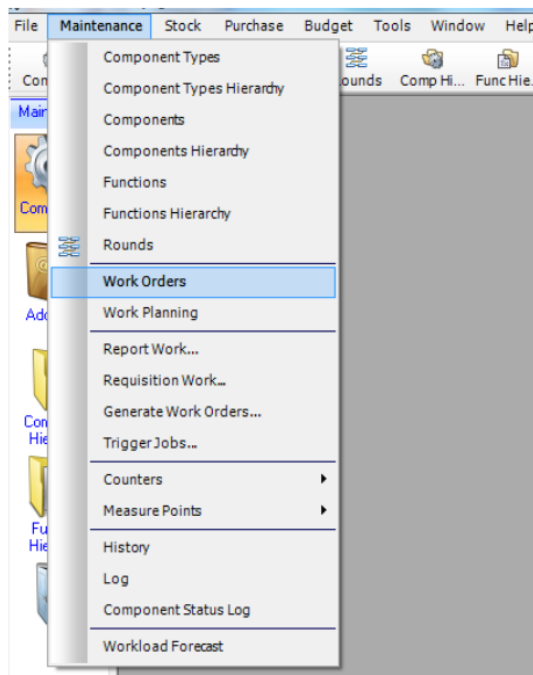 File Maintenance Stock Purchase Budget Tools Window Help
Comp Hi... Func Hie.
Component Types
Component Types Hierarchy
Components
Components Hierarchy
Functions
Functions Hierarchy
Rounds
Work Orders
Work Planning
Report Work...
Requisition Work...
Generate Work Orders...
Trigger Jobs...
Counters
Measure Points
History
Log
Component Status Log
Workload Forecast